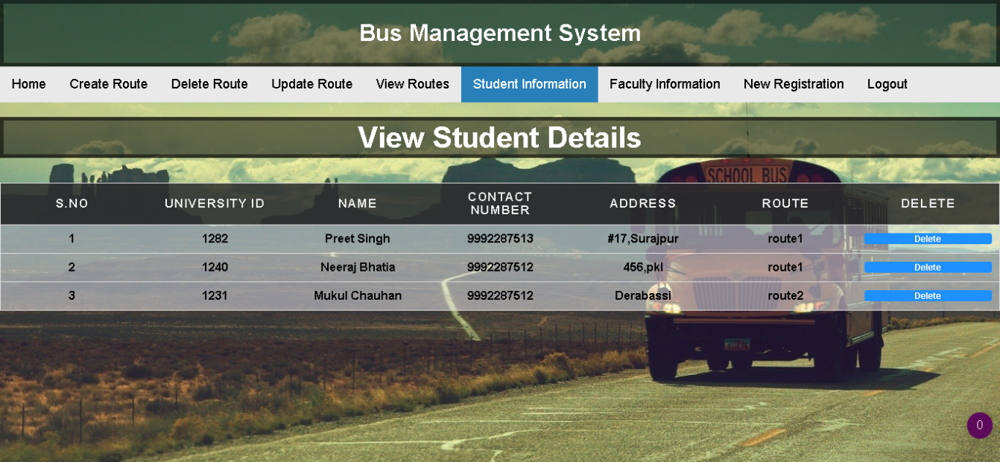 Bus Management System
Home Create Route Delete Route Update Route View Routes Student Information Faculty Information New Registration Logout
View Student Details
SCHOOL BUS
S.NO UNIVERSITY ID NAME CONTACT NUMBER ADDRESS ROUTE DELETE
1 1282 Preet Singh 9992287513 #17,Surajpur route1 Delete
2 1240 Neeraj Bhatia 9992287512 456,pkl route1 Delete
3 1231 Mukul Chauhan 9992287512 Derabassi route2 Delete
0